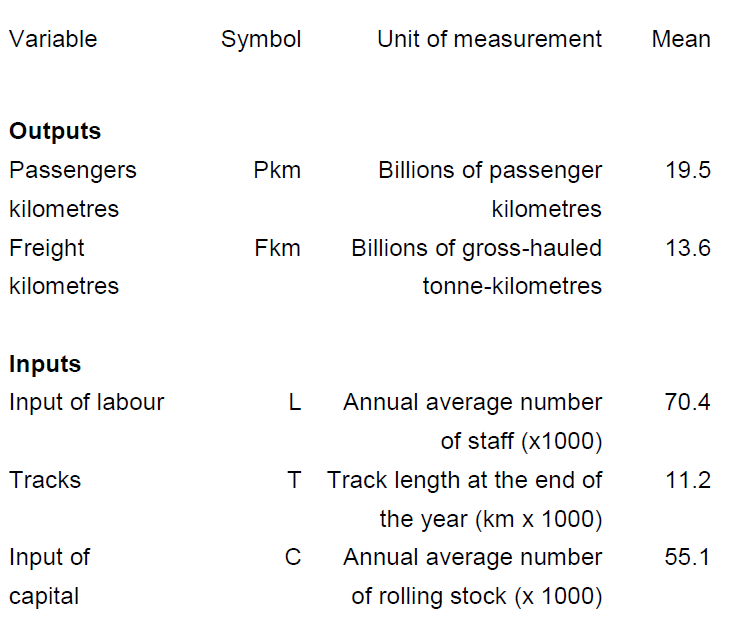 Variable Symbol Unit of measurement Mean
Outputs
Passengers Pkm Billions of passenger 19.5
kilometres kilometres
Freight Fkm Billions of gross-hauled 13.6
kilometres tonne-kilometres
Inputs
Input of labour L Annual average number 70.4
of staff (x1000)
Tracks T Track length at the end of 11.2
the year (km x 1000)
Input of C Annual average number 55.1
capital of rolling stock (x 1000)